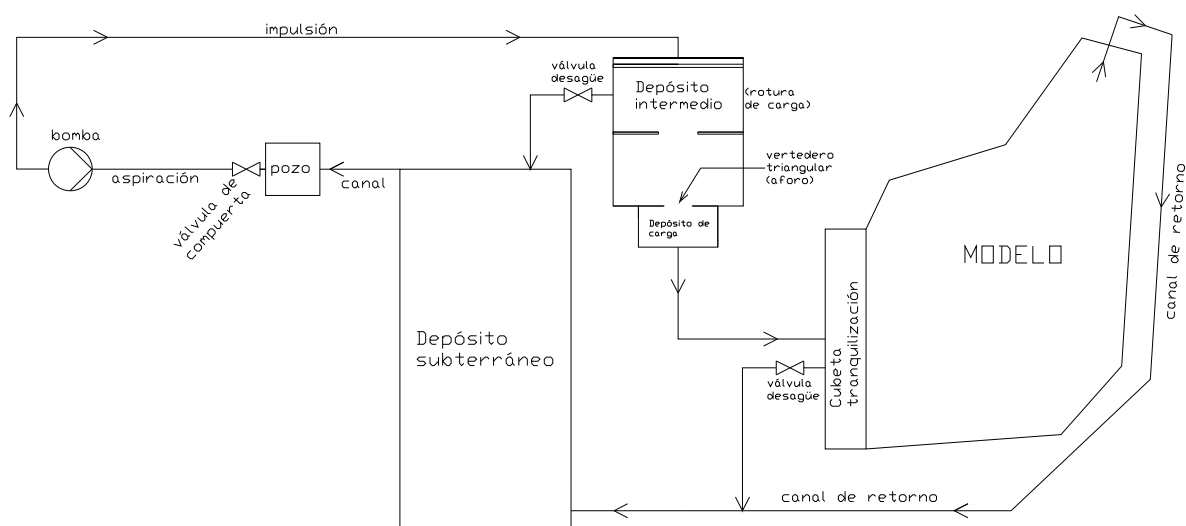 impulsión
válvula
desagüe
Depósito
intermedio
(rotura
de carga)
bomba
aspiración
válvula de
compuerta
pozo
canal
vertedero
triangular
(aforo)
Depósito de
carga
MODELO
canal de retorno
Depósito
subterráneo
Cubeta
tranquilización
válvula
desagüe
canal de retorno